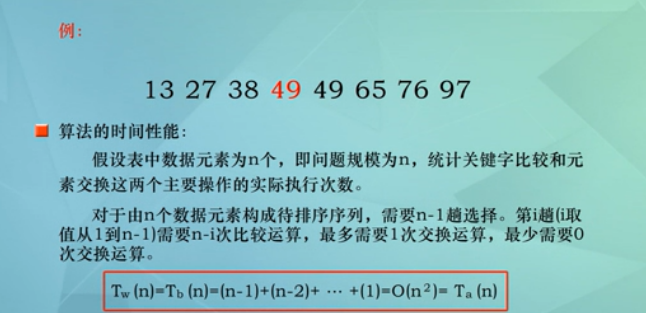 例:
13 27 38 49 49 65 76 97
算法的时间性能:
假设表中数据元素为n个，即问题规模为n，统计关键字比较和元
素交换这两个主要操作的实际执行次数。
对于由n个数据元素构成待排序序列，需要n-1趟选择。第i趟(i取
值从1到n-1)需要n-i次比较运算，最多需要1次交换运算，最少需要0
次交换运算。
Tw (n)=Tb (n)=(n-1)+(n-2)+ ··· +(1)=O(n²)= Ta (n)